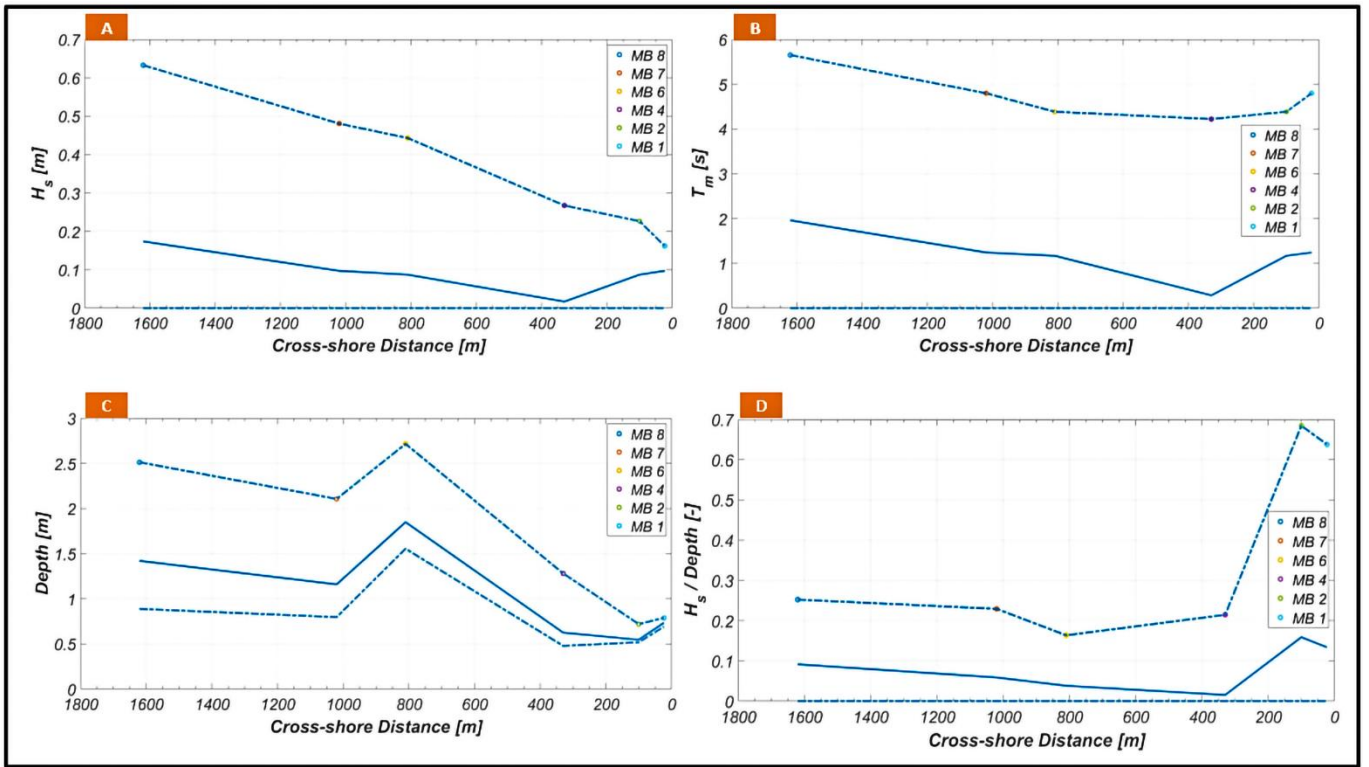 A
H_s [m]
0.7
0.6
0.5
0.4
0.3
0.2
0.1
0
1800 1600 1400 1200 1000 800 600 400 200 0
Cross-shore Distance [m]
MB 8
MB 7
MB 6
MB 4
MB 2
MB 1
B
T_m [s]
6
5
4
3
2
1
0
1800 1600 1400 1200 1000 800 600 400 200 0
Cross-shore Distance [m]
MB 8
MB 7
MB 6
MB 4
MB 2
MB 1
C
Depth [m]
3
2.5
2
1.5
1
0.5
0
1800 1600 1400 1200 1000 800 600 400 200 0
Cross-shore Distance [m]
MB 8
MB 7
MB 6
MB 4
MB 2
MB 1
D
H_s / Depth [-]
0.7
0.6
0.5
0.4
0.3
0.2
0.1
0
1800 1600 1400 1200 1000 800 600 400 200 0
Cross-shore Distance [m]
MB 8
MB 7
MB 6
MB 4
MB 2
MB 1